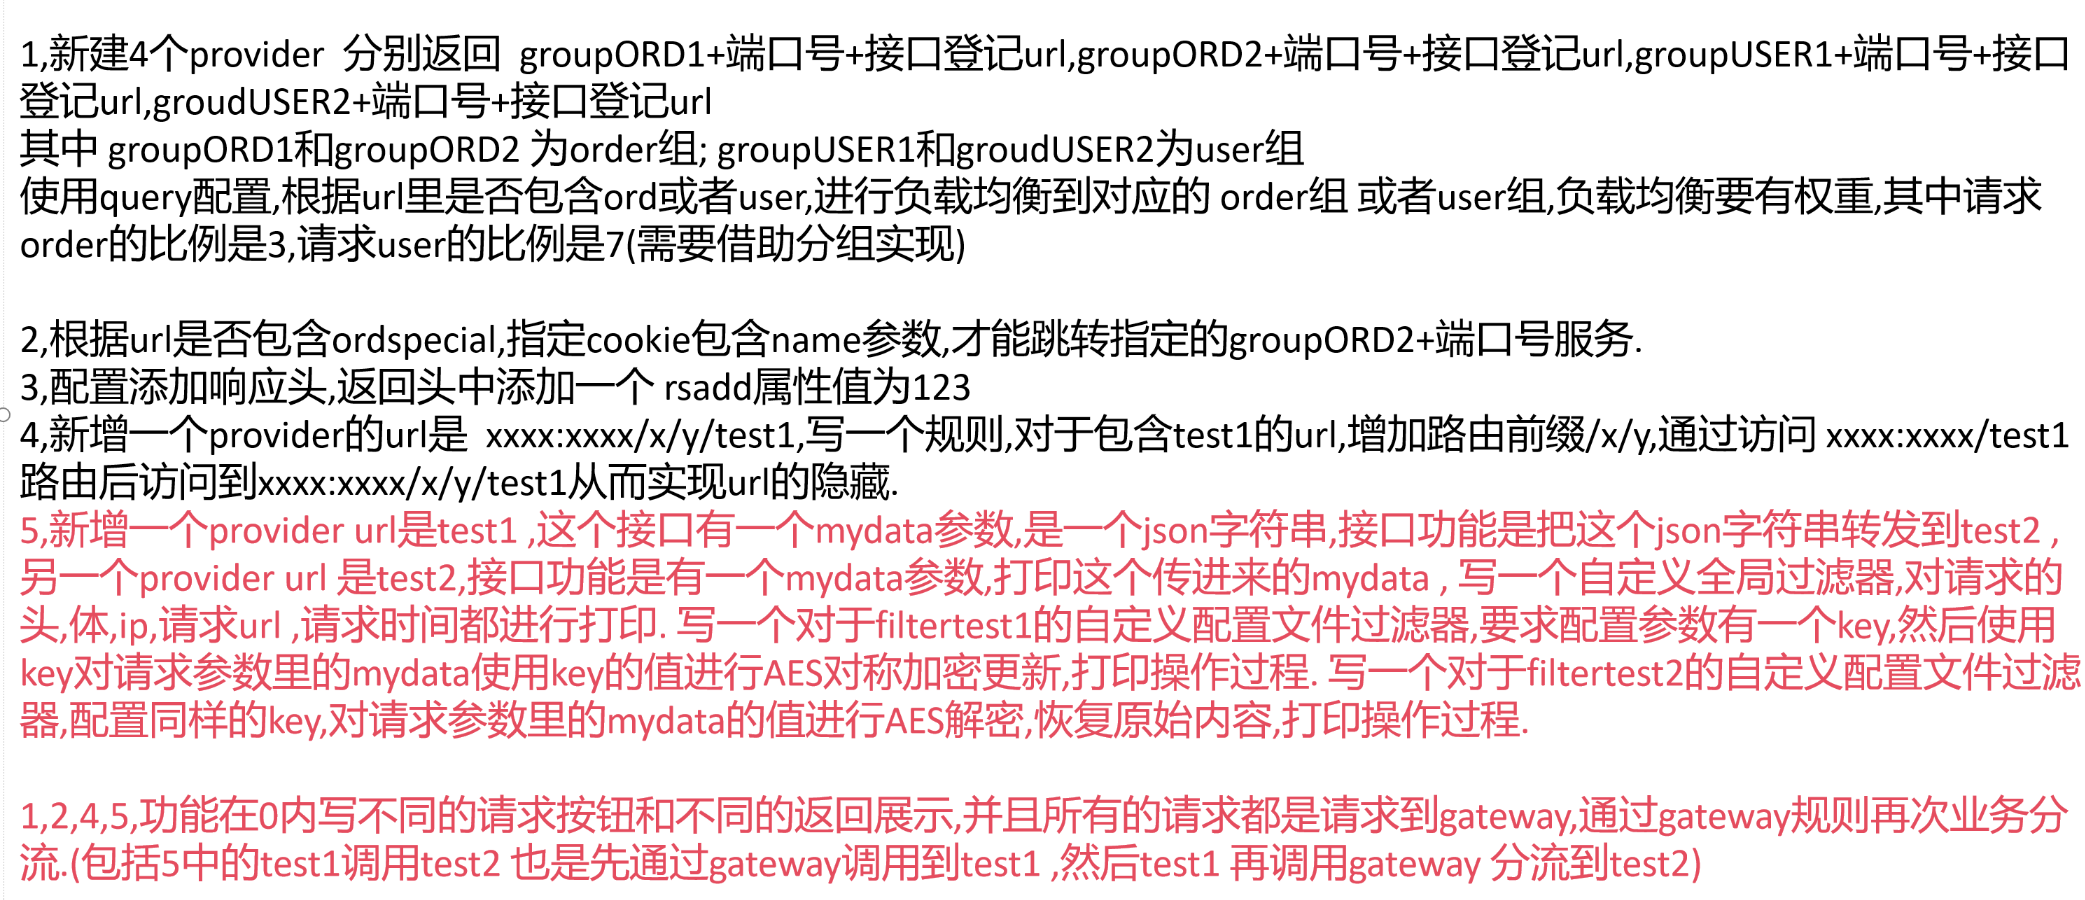 1,新建4个provider  分别返回  groupORD1+端口号+接口登记url,groupORD2+端口号+接口登记url,groupUSER1+端口号+接口
登记url,groudUSER2+端口号+接口登记url
其中 groupORD1和groupORD2 为order组; groupUSER1和groudUSER2为user组
使用query配置,根据url里是否包含ord或者user,进行负载均衡到对应的 order组 或者user组,负载均衡要有权重,其中请求
order的比例是3,请求user的比例是7(需要借助分组实现)
2,根据url是否包含ordspecial,指定cookie包含name参数,才能跳转指定的groupORD2+端口号服务.
3,配置添加响应头,返回头中添加一个 rsadd属性值为123
4,新增一个provider的url是  xxxx:xxxx/x/y/test1,写一个规则,对于包含test1的url,增加路由前缀/x/y,通过访问 xxxx:xxxx/test1
路由后访问到xxxx:xxxx/x/y/test1从而实现url的隐藏.
5,新增一个provider url是test1 ,这个接口有一个mydata参数,是一个json字符串,接口功能是把这个json字符串转发到test2 ,
另一个provider url 是test2,接口功能是有一个mydata参数,打印这个传进来的mydata , 写一个自定义全局过滤器,对请求的
头,体,ip,请求url ,请求时间都进行打印. 写一个对于filtertest1的自定义配置文件过滤器,要求配置参数有一个key,然后使用
key对请求参数里的mydata使用key的值进行AES对称加密更新,打印操作过程. 写一个对于filtertest2的自定义配置文件过滤
器,配置同样的key,对请求参数里的mydata的值进行AES解密,恢复原始内容,打印操作过程.
1,2,4,5,功能在0内写不同的请求按钮和不同的返回展示,并且所有的请求都是请求到gateway,通过gateway规则再次业务分
流.(包括5中的test1调用test2 也是先通过gateway调用到test1 ,然后test1 再调用gateway 分流到test2)